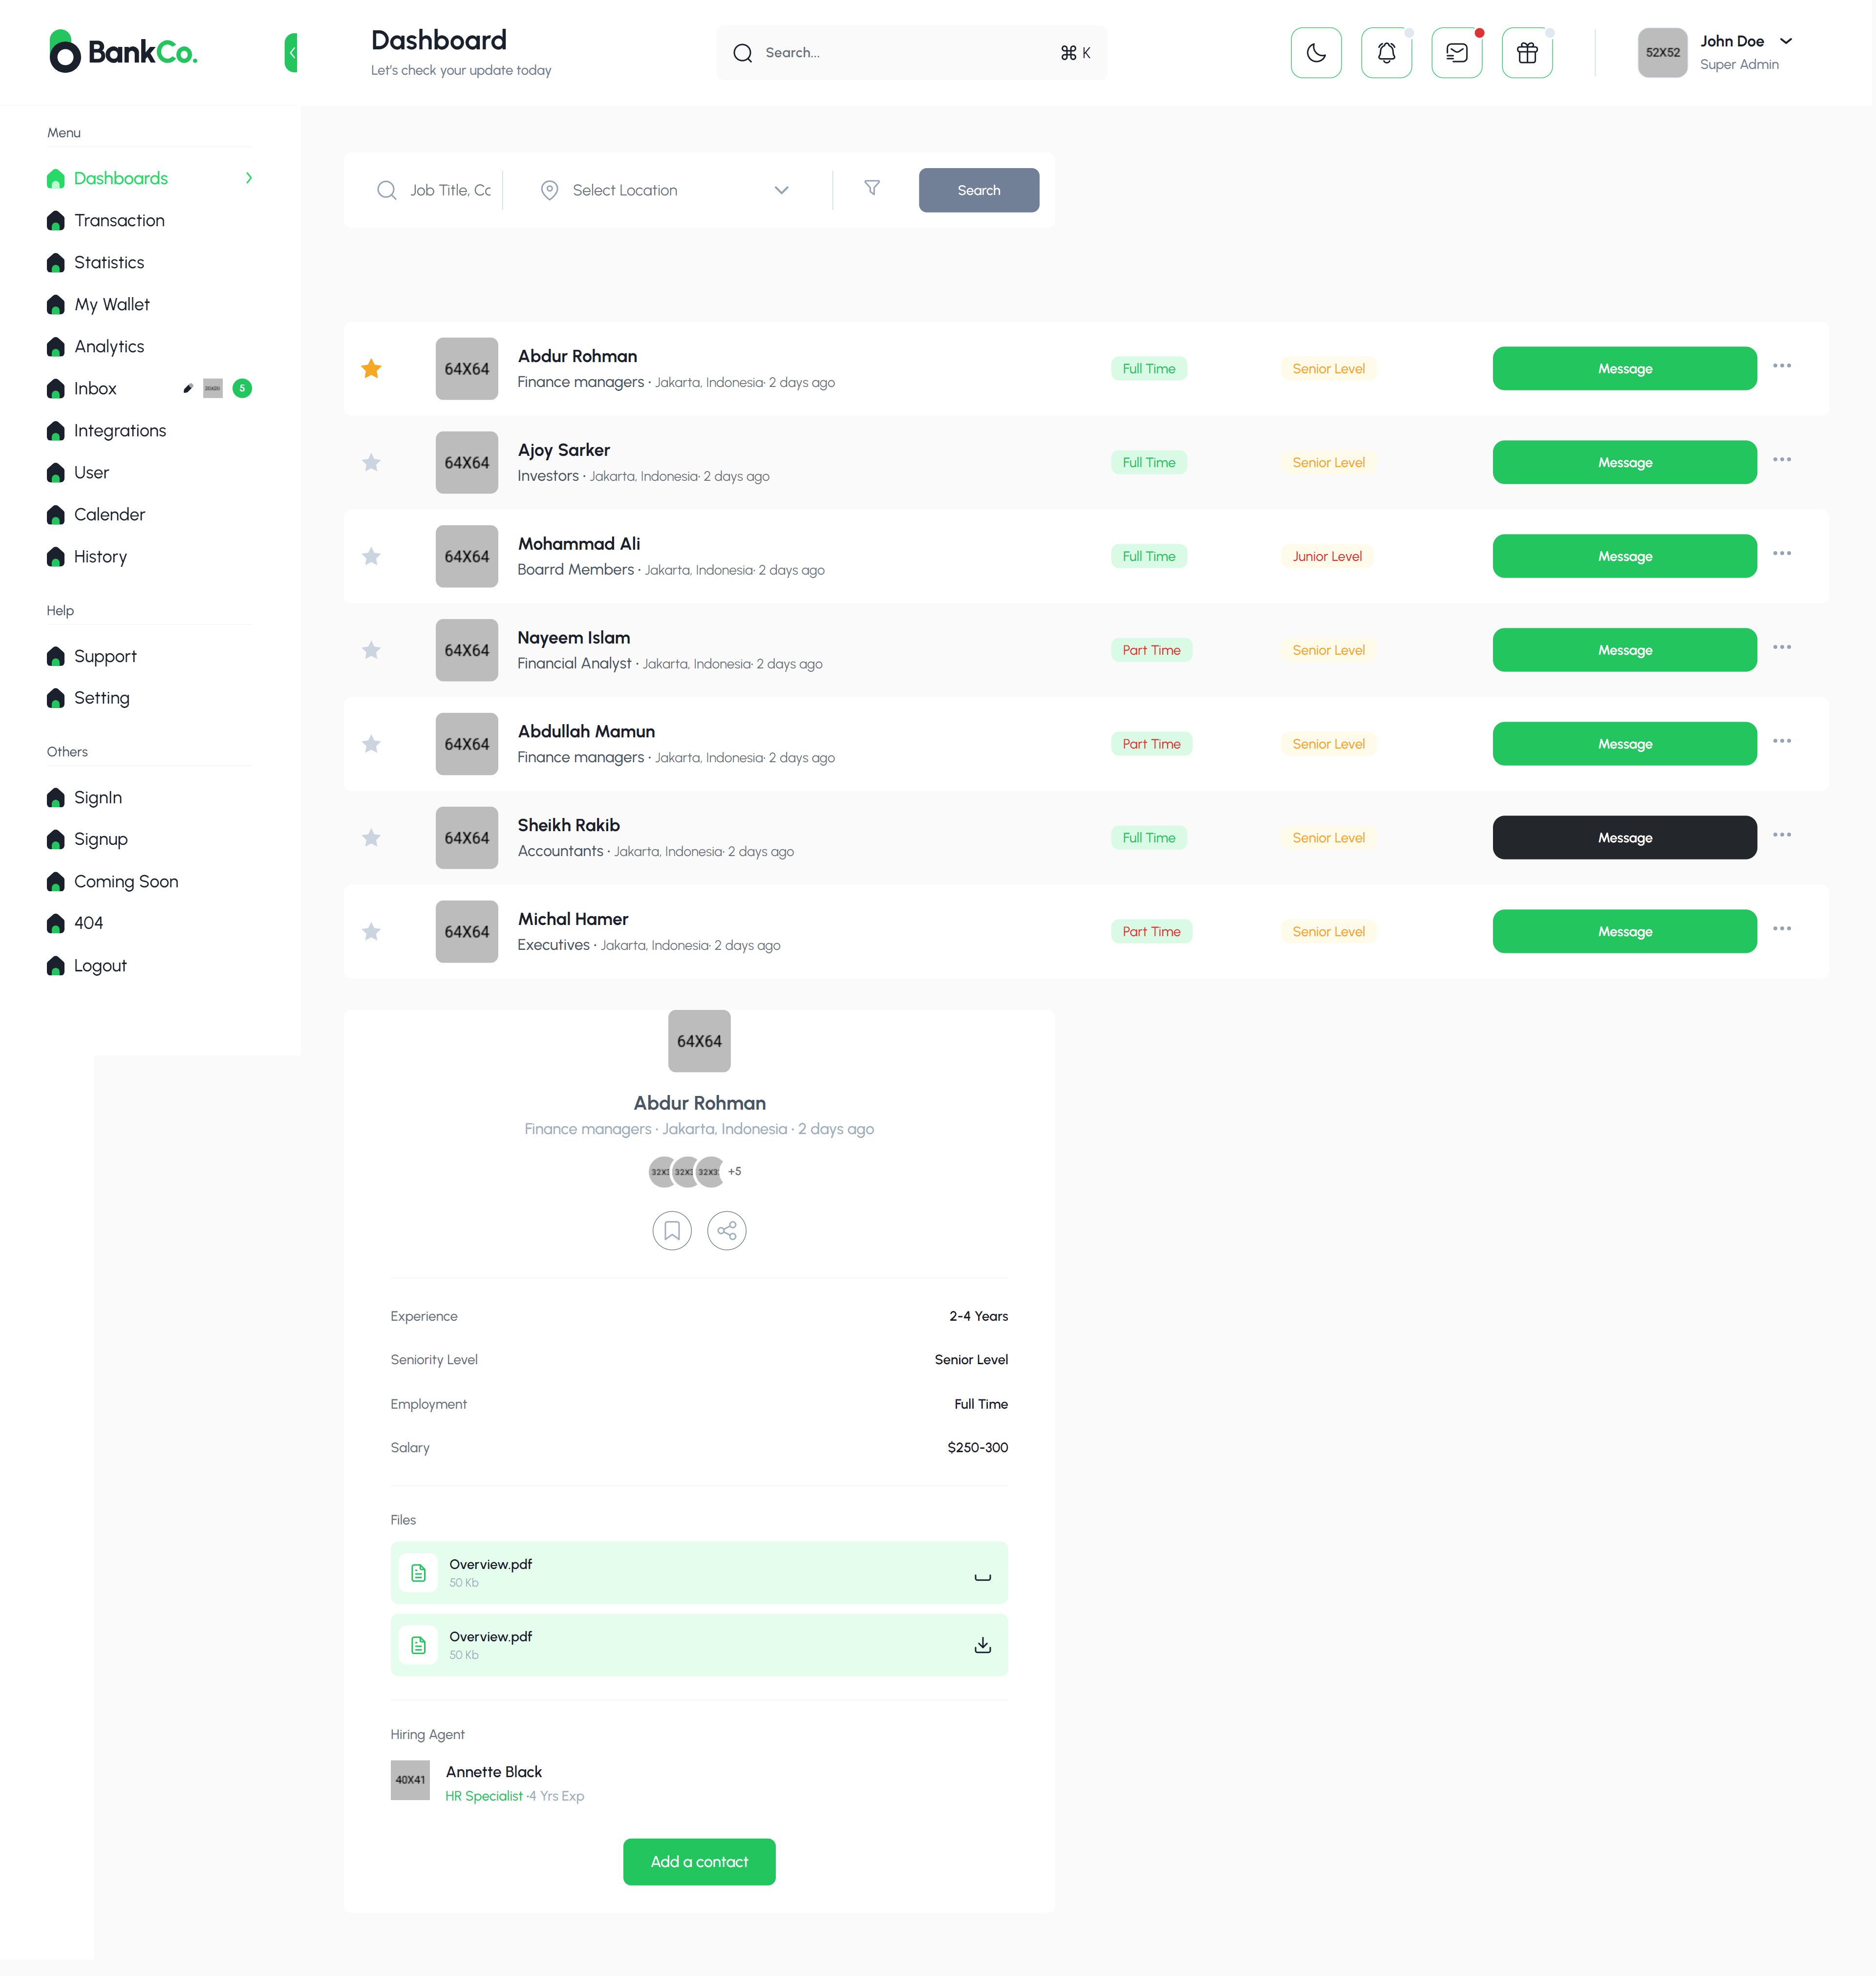 BankCo.
Dashboard
Let's check your update today
Search...
⌘ K
52X52
John Doe
Super Admin
Menu
Dashboards
Transaction
Statistics
My Wallet
Analytics
Inbox
5
Integrations
User
Calender
History
Help
Support
Setting
Others
SignIn
Signup
Coming Soon
404
Logout
Job Title, Co
Select Location
Search
64X64
Abdur Rohman
Finance managers · Jakarta, Indonesia· 2 days ago
Full Time
Senior Level
Message
64X64
Ajoy Sarker
Investors · Jakarta, Indonesia· 2 days ago
Full Time
Senior Level
Message
64X64
Mohammad Ali
Boarrd Members · Jakarta, Indonesia· 2 days ago
Full Time
Junior Level
Message
64X64
Nayeem Islam
Financial Analyst · Jakarta, Indonesia· 2 days ago
Part Time
Senior Level
Message
64X64
Abdullah Mamun
Finance managers · Jakarta, Indonesia· 2 days ago
Part Time
Senior Level
Message
64X64
Sheikh Rakib
Accountants · Jakarta, Indonesia· 2 days ago
Full Time
Senior Level
Message
64X64
Michal Hamer
Executives · Jakarta, Indonesia· 2 days ago
Part Time
Senior Level
Message
64X64
Abdur Rohman
Finance managers · Jakarta, Indonesia · 2 days ago
+5
Experience
2-4 Years
Seniority Level
Senior Level
Employment
Full Time
Salary
$250-300
Files
Overview.pdf
50 Kb
Overview.pdf
50 Kb
Hiring Agent
40X41
Annette Black
HR Specialist ·4 Yrs Exp
Add a contact